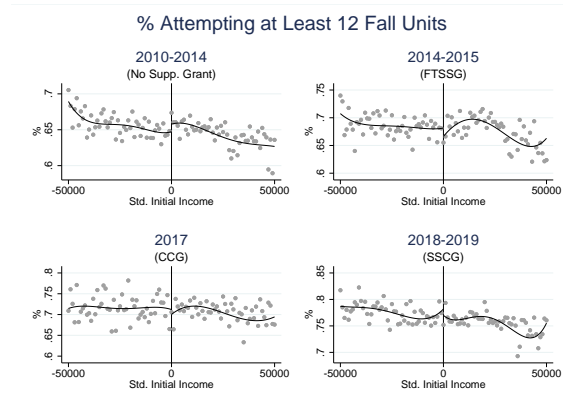 % Attempting at Least 12 Fall Units
2010-2014
(No Supp. Grant)
.7
.65
.6
%
-50000 0 50000
Std. Initial Income
2014-2015
(FTSSG)
.75
.7
.65
.6
%
-50000 0 50000
Std. Initial Income
2017
(CCG)
.8
.75
.7
.65
.6
%
-50000 0 50000
Std. Initial Income
2018-2019
(SSCG)
.85
.8
.75
.7
%
-50000 0 50000
Std. Initial Income